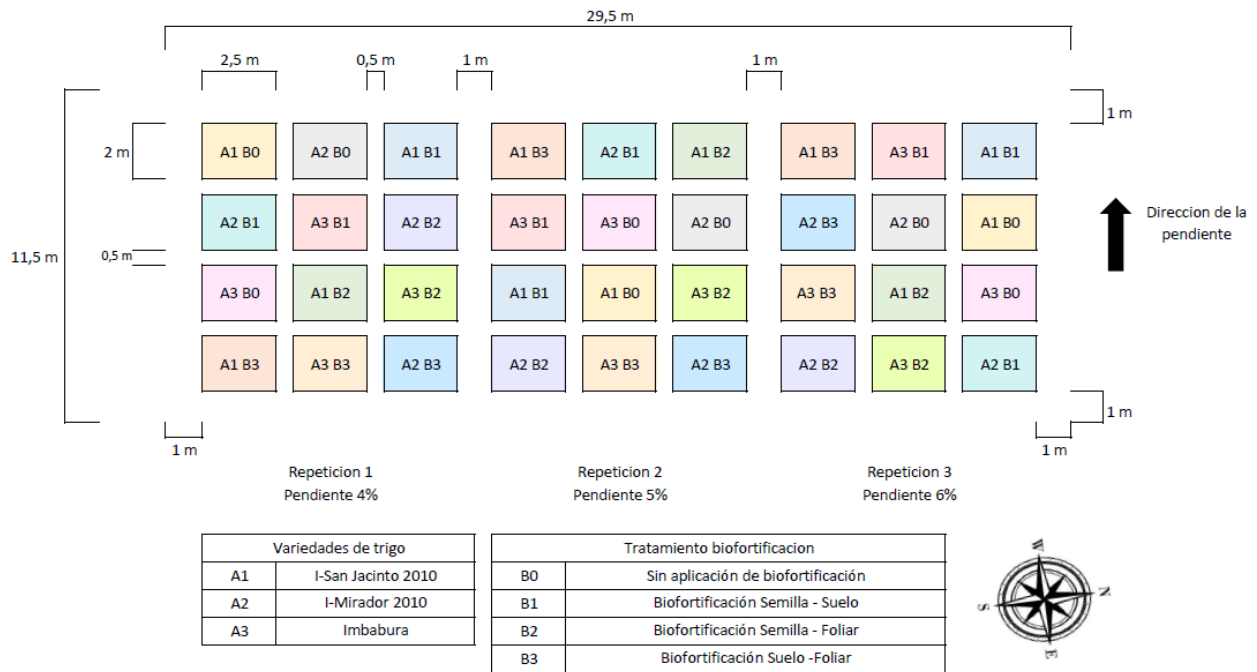 29,5 m
2,5 m
0,5 m
1 m
1 m
1 m
2 m
A1 B0
A2 B0
A1 B1
A1 B3
A2 B1
A1 B2
A1 B3
A3 B1
A1 B1
A2 B1
A3 B1
A2 B2
A3 B1
A3 B0
A2 B0
A2 B3
A2 B0
A1 B0
Direccion de la
pendiente
11,5 m
0,5 m
A3 B0
A1 B2
A3 B2
A1 B1
A1 B0
A3 B2
A3 B3
A1 B2
A3 B0
A1 B3
A3 B3
A2 B3
A2 B2
A3 B3
A2 B3
A2 B2
A3 B2
A2 B1
1 m
1 m
1 m
Repeticion 1
Pendiente 4%
Repeticion 2
Pendiente 5%
Repeticion 3
Pendiente 6%
Variedades de trigo
A1 I-San Jacinto 2010
A2 I-Mirador 2010
A3 Imbabura
Tratamiento biofortificacion
B0 Sin aplicación de biofortificación
B1 Biofortificación Semilla - Suelo
B2 Biofortificación Semilla - Foliar
B3 Biofortificación Suelo -Foliar
W
N
S
E